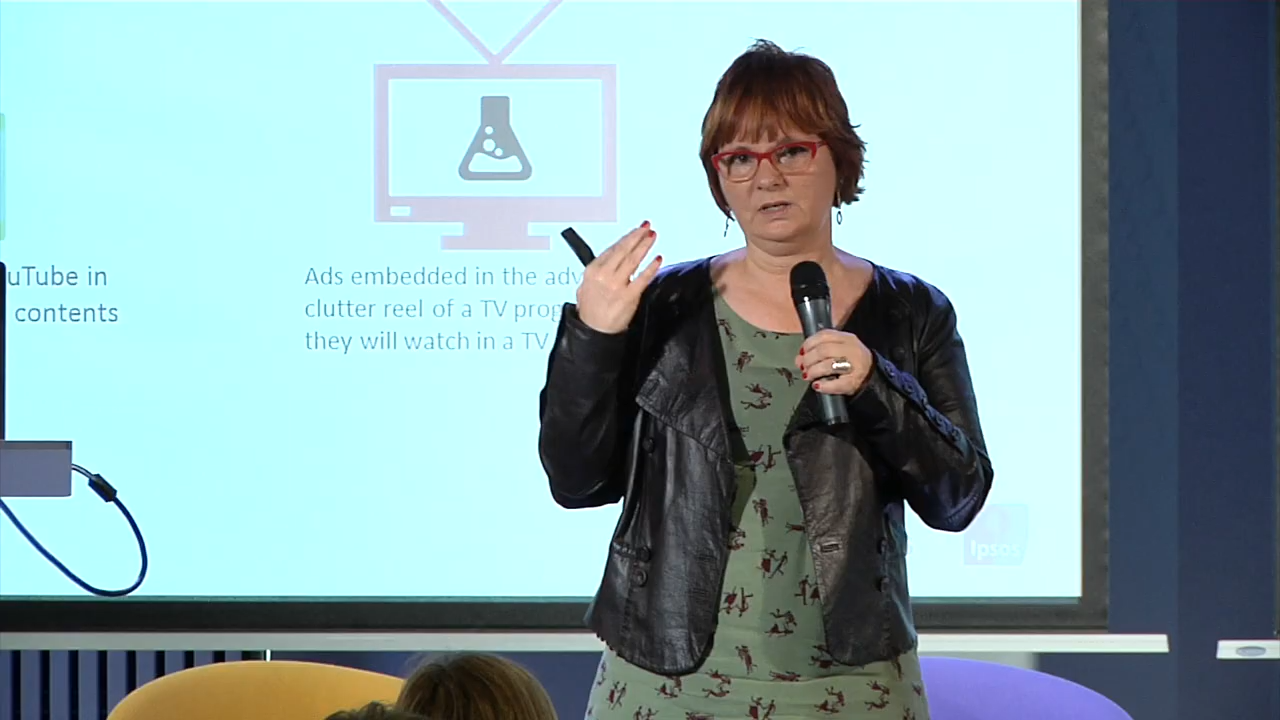 uTube in
contents
Ads embedded in the adv
clutter reel of a TV prog
they will watch in a TV
Ipsos